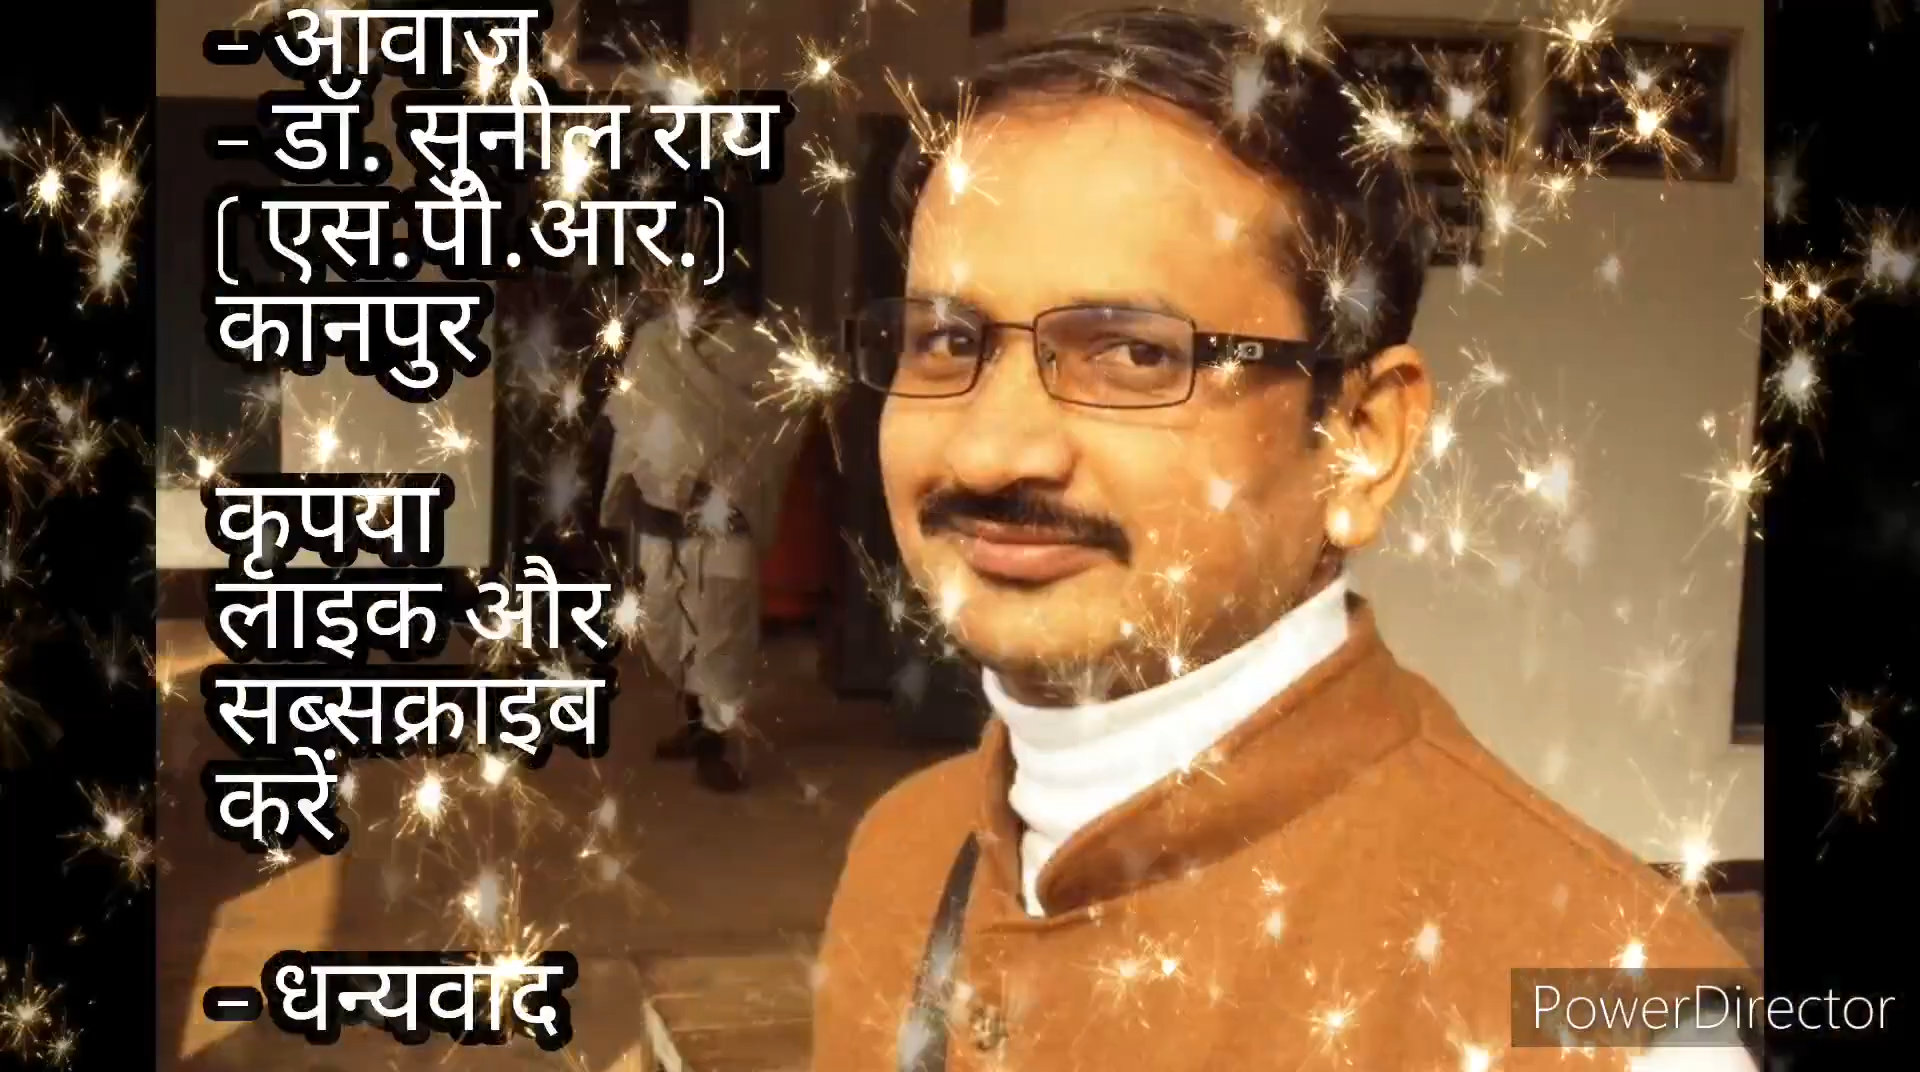 – आवाज़
– डॉ. सुनील राय
( एस.पी.आर.)
कानपुर
कृपया
लाइक और
सब्सक्राइब
करें
– धन्यवाद
PowerDirector